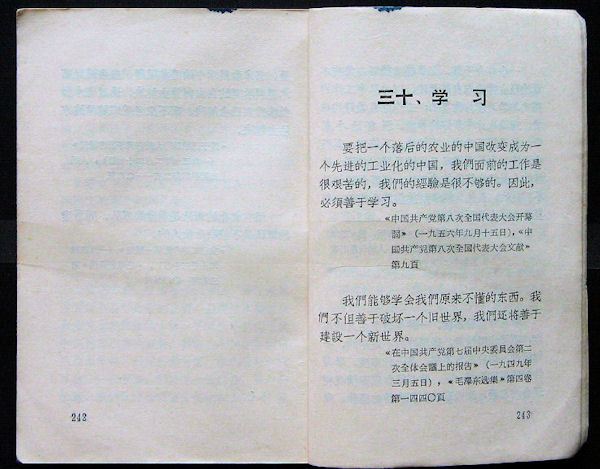 242
三十、学　习
要把一个落后的农业的中国改变成为一
个先进的工业化的中国，我們面前的工作是
很艰苦的，我們的經驗是很不够的。因此，
必須善于学习。
《中国共产党第八次全国代表大会开幕
詞》（一九五六年九月十五日），《中
国共产党第八次全国代表大会文献》
第九頁
我們能够学会我們原来不懂的东西。我
們不但善于破坏一个旧世界，我們还将善于
建設一个新世界。
《在中国共产党第七届中央委員会第二
次全体会議上的报告》（一九四九年
三月五日），《毛澤东选集》第四卷
第一四四〇頁
243